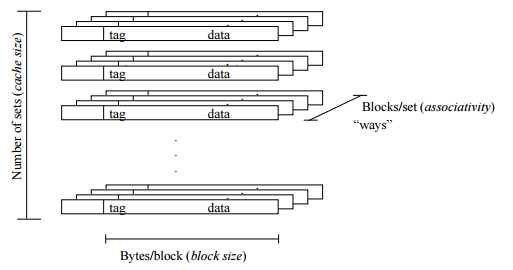 Number of sets (cache size)
tag data
tag data
tag data
Blocks/set (associativity)
“ways”
tag data
Bytes/block (block size)